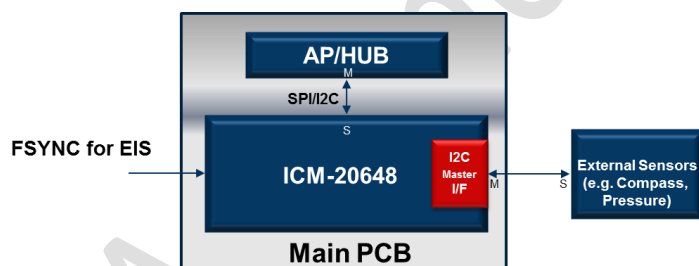 AP/HUB
M
SPI/I2C
S
FSYNC for EIS
ICM-20648
I2C
Master
I/F
M
S
External Sensors
(e.g. Compass,
Pressure)
Main PCB